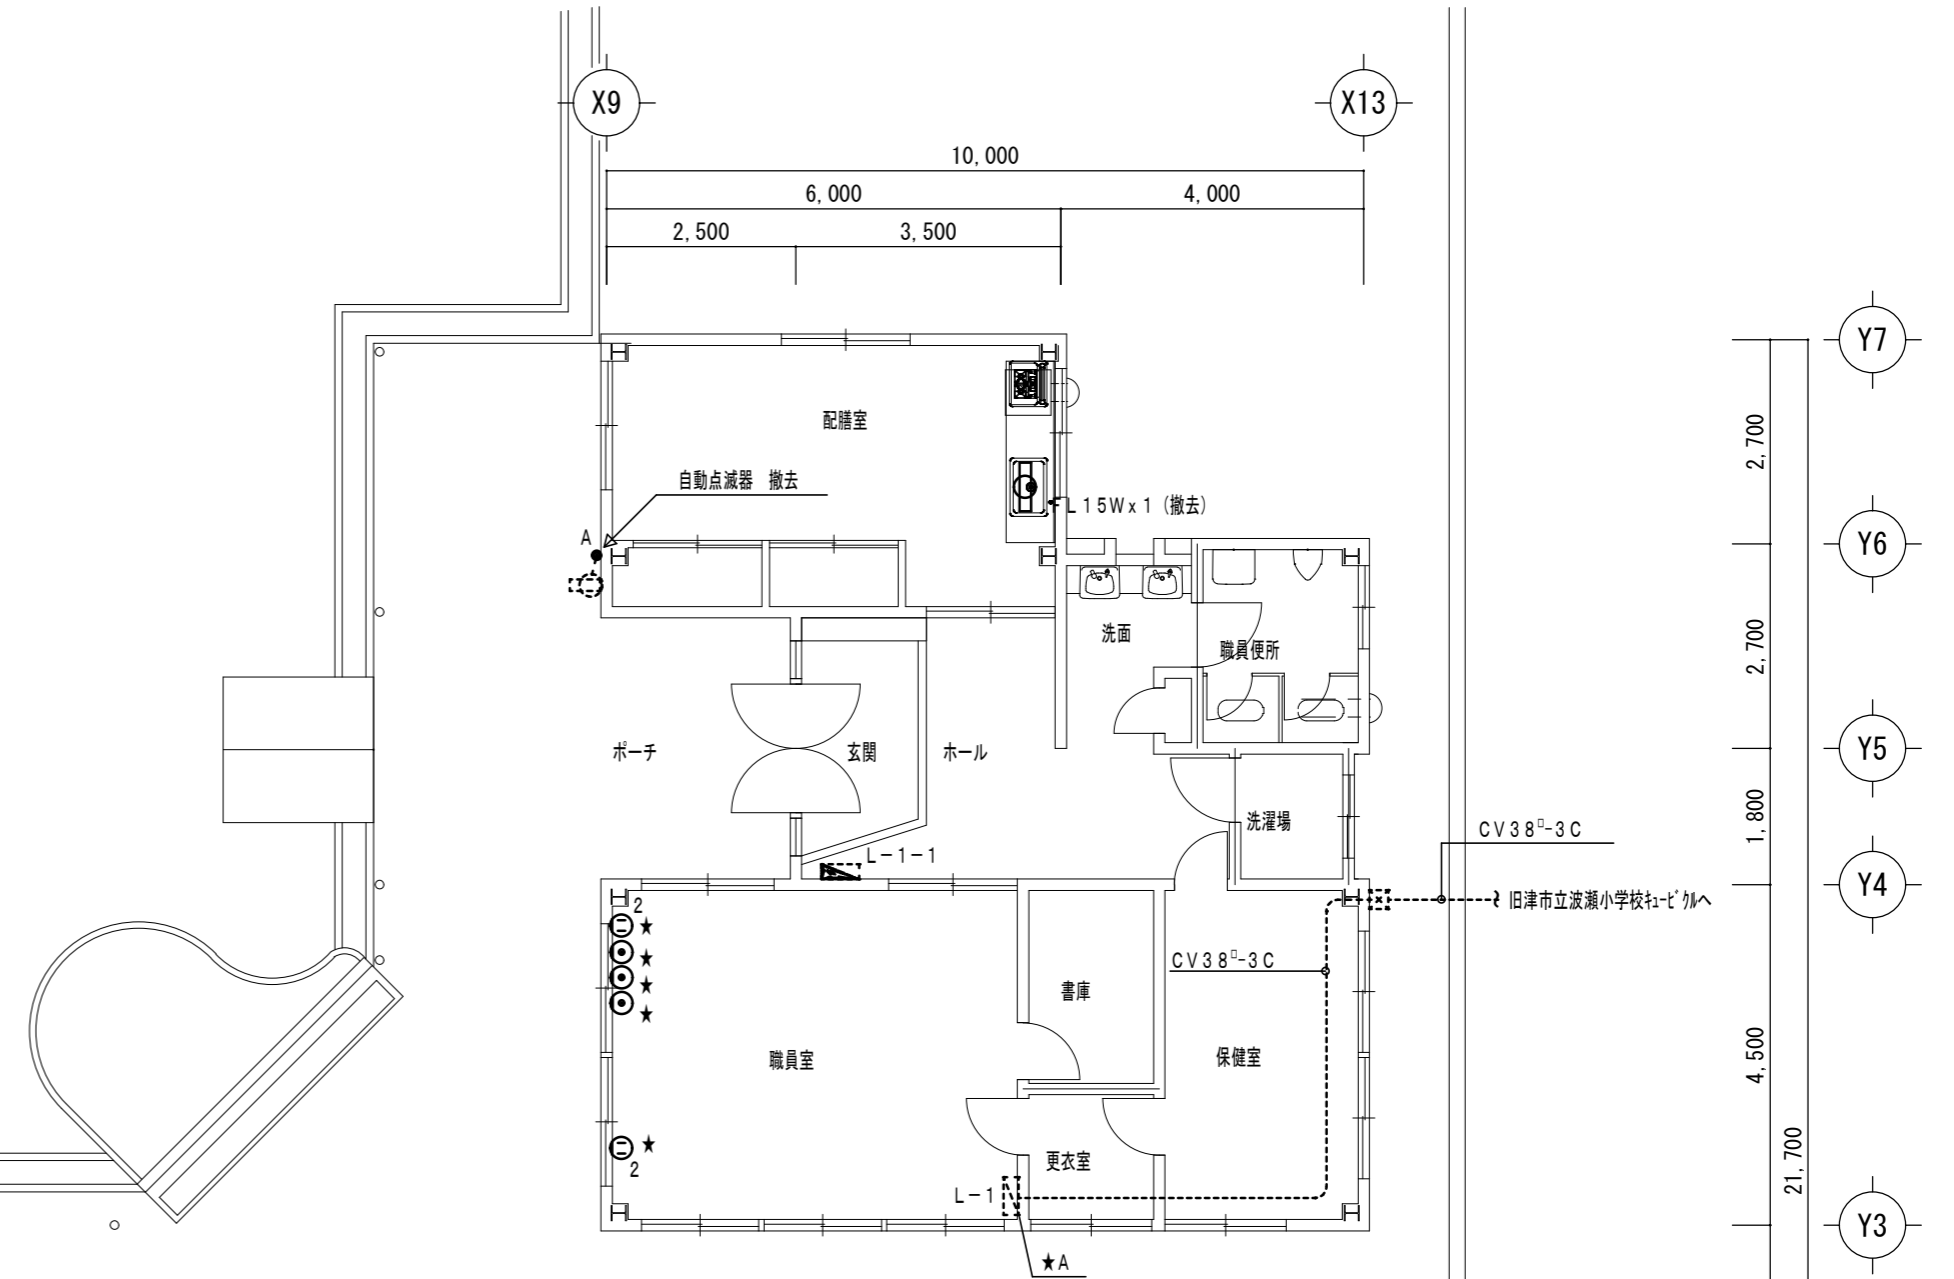 X9
X13
10,000
6,000
4,000
2,500
3,500
Y7
2,700
配膳室
自動点滅器 撤去
FL15Wx1(撤去)
A
Y6
洗面
職員便所
2,700
ポーチ
玄関
ホール
Y5
洗濯場
1,800
CV38□-3C
L-1-1
Y4
旧津市立波瀬小学校ｷｭｰﾋﾞｸﾙへ
2
★
★
★
★
CV38□-3C
書庫
職員室
保健室
4,500
★
2
更衣室
21,700
L-1
Y3
★A